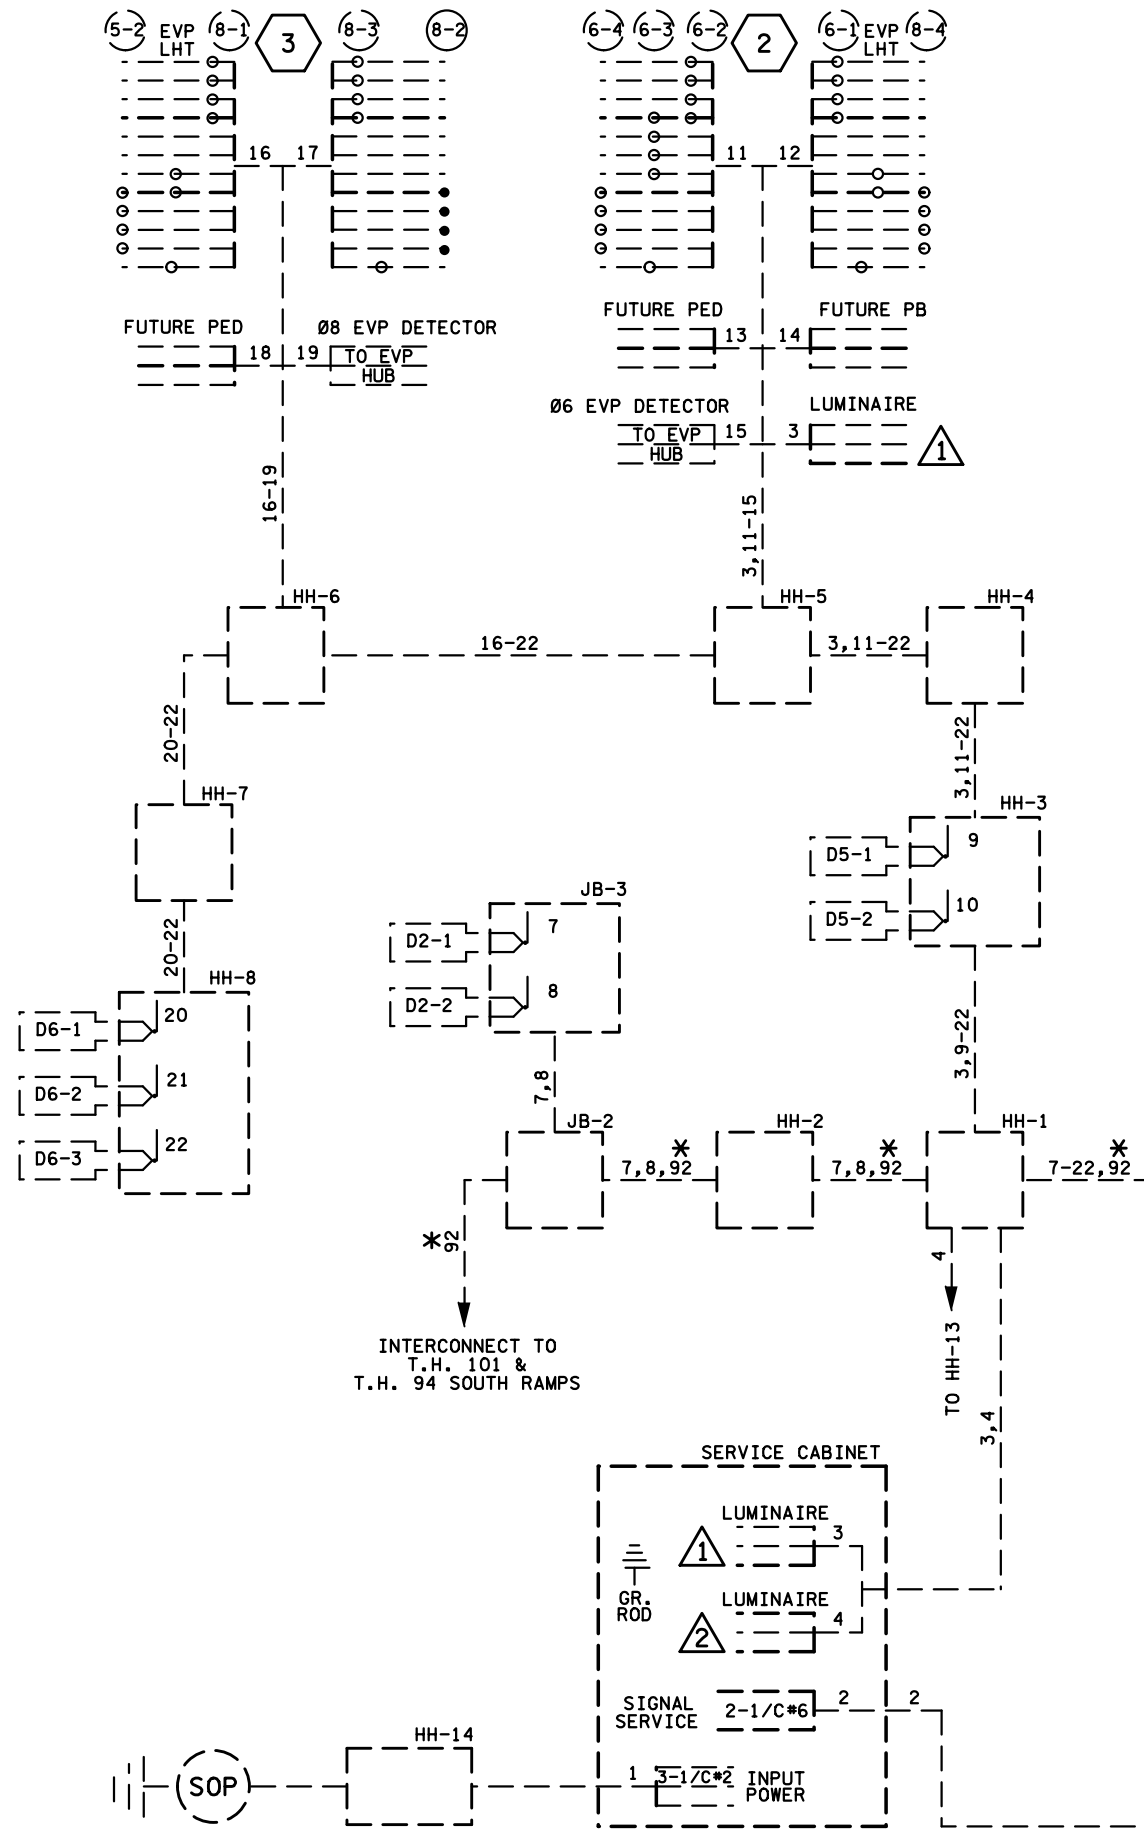 5-2 EVP LHT 8-1 3 8-3 8-2
6-4 6-3 6-2 2 6-1 EVP LHT 8-4
16 17
11 12
FUTURE PED
Ø8 EVP DETECTOR
18 19 TO EVP
HUB
FUTURE PED
FUTURE PB
13 14
Ø6 EVP DETECTOR
LUMINAIRE
TO EVP 15 3
HUB
1
16-19
3,11-15
HH-6
HH-5
HH-4
16-22
3,11-22
20-22
3,11-22
HH-7
HH-3
D5-1 9
D5-2 10
20-22
JB-3
D2-1 7
D2-2 8
HH-8
D6-1 20
D6-2 21
D6-3 22
7,8
3,9-22
JB-2
HH-2
HH-1
7,8,92 *
7,8,92 *
7-22,92 *
* 92
4
INTERCONNECT TO
T.H. 101 &
T.H. 94 SOUTH RAMPS
TO HH-13
3,4
SERVICE CABINET
LUMINAIRE
1 3
GR.
ROD
LUMINAIRE
2 4
SIGNAL
SERVICE
2-1/C#6 2 2
HH-14
SOP
1 3-1/C#2 INPUT
POWER